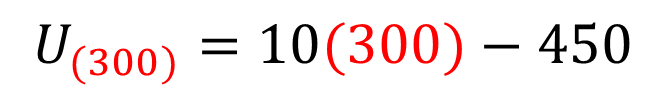 U(300) = 10(300) − 450